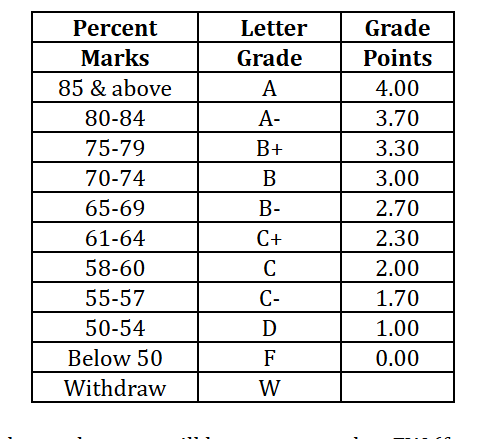 Percent Letter Grade
Marks Grade Points
85 & above A 4.00
80-84 A- 3.70
75-79 B+ 3.30
70-74 B 3.00
65-69 B- 2.70
61-64 C+ 2.30
58-60 C 2.00
55-57 C- 1.70
50-54 D 1.00
Below 50 F 0.00
Withdraw W